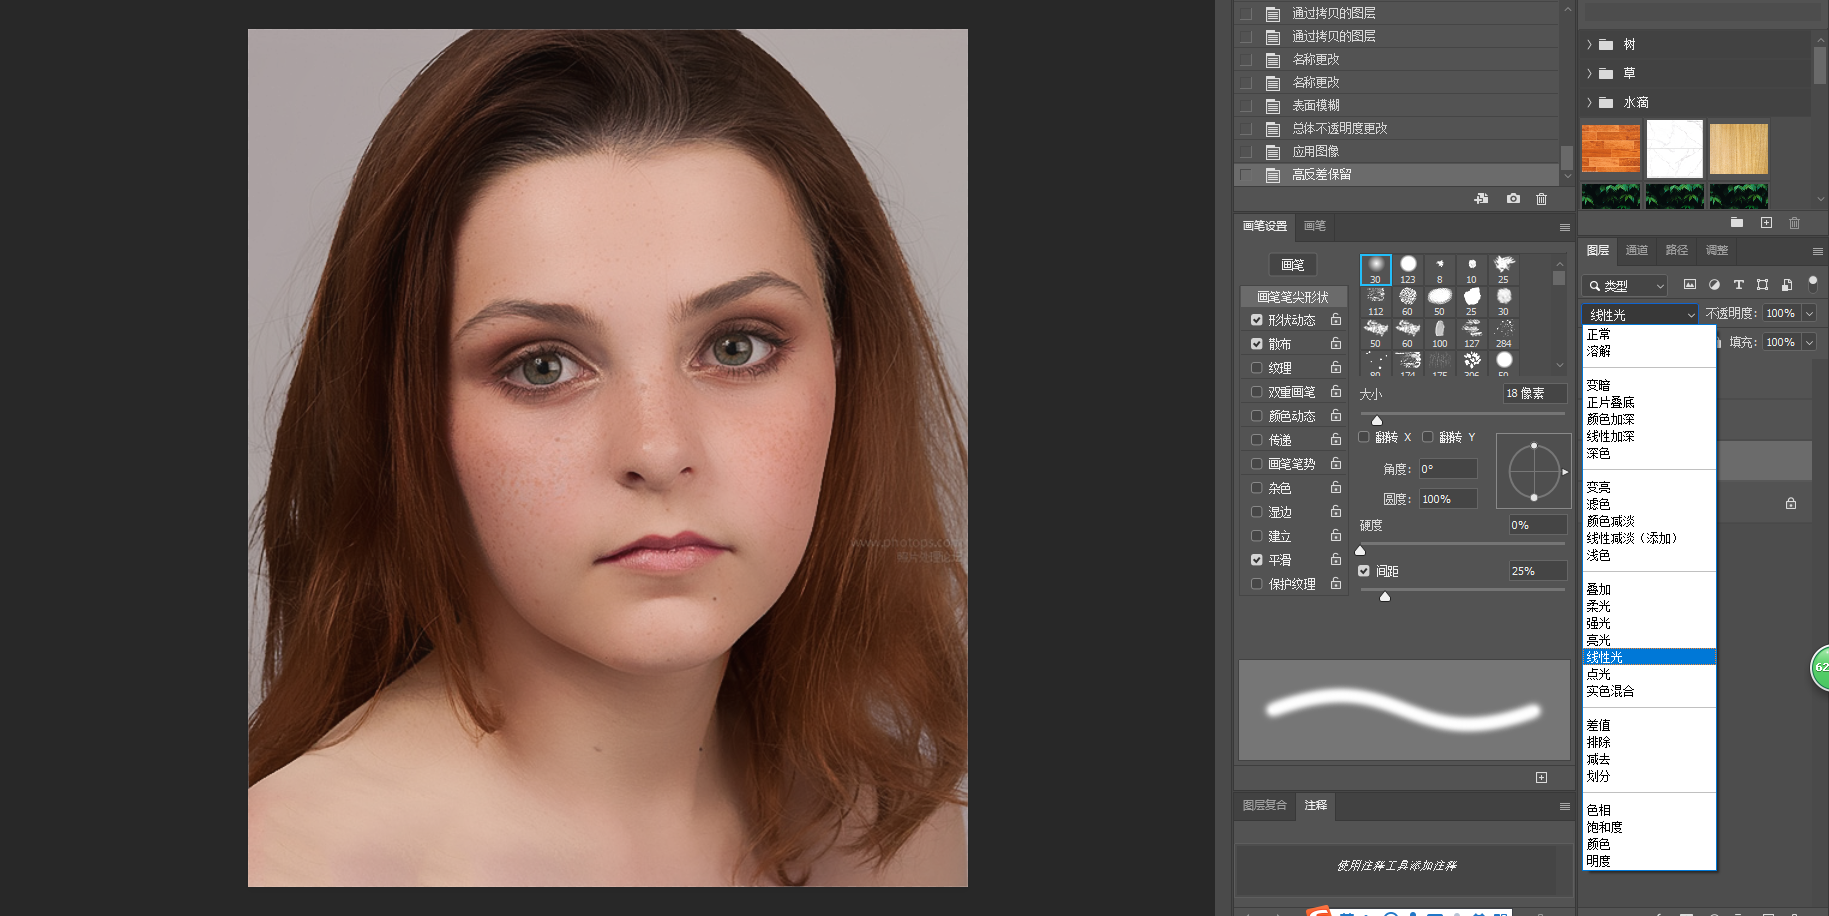 通过拷贝的图层
通过拷贝的图层
名称更改
名称更改
表面模糊
总体不透明度更改
应用图像
高反差保留
树
草
水滴
画笔设置
画笔
画笔
画笔笔尖形状
形状动态
散布
纹理
双重画笔
颜色动态
传递
画笔笔势
杂色
湿边
建立
平滑
保护纹理
30 123 8 10 25
112 60 50 25 30
50 60 100 127 284
80 174 175 306 50
大小
18 像素
翻转 X
翻转 Y
角度: 0°
圆度: 100%
硬度
0%
间距
25%
图层复合
注释
使用注释工具添加注释
图层 通道 路径 调整
类型
线性光
不透明度: 100%
填充: 100%
正常
溶解
变暗
正片叠底
颜色加深
线性加深
深色
变亮
滤色
颜色减淡
线性减淡（添加）
浅色
叠加
柔光
强光
亮光
线性光
点光
实色混合
差值
排除
减去
划分
色相
饱和度
颜色
明度
62
www.photops.com